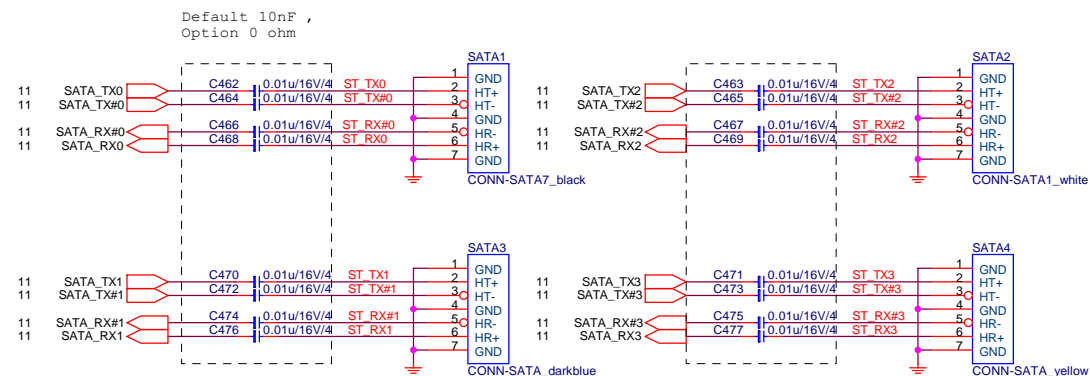 Default 10nF ,
Option 0 ohm
SATA1
1 GND
11 SATA_TX0 C462 0.01u/16V/4 ST_TX0 2 HT+
11 SATA_TX#0 C464 0.01u/16V/4 ST_TX#0 3 HT-
4 GND
11 SATA_RX#0 C466 0.01u/16V/4 ST_RX#0 5 HR-
11 SATA_RX0 C468 0.01u/16V/4 ST_RX0 6 HR+
7 GND
CONN-SATA7_black
SATA2
1 GND
11 SATA_TX2 C463 0.01u/16V/4 ST_TX2 2 HT+
11 SATA_TX#2 C465 0.01u/16V/4 ST_TX#2 3 HT-
4 GND
11 SATA_RX#2 C467 0.01u/16V/4 ST_RX#2 5 HR-
11 SATA_RX2 C469 0.01u/16V/4 ST_RX2 6 HR+
7 GND
CONN-SATA1_white
SATA3
1 GND
11 SATA_TX1 C470 0.01u/16V/4 ST_TX1 2 HT+
11 SATA_TX#1 C472 0.01u/16V/4 ST_TX#1 3 HT-
4 GND
11 SATA_RX#1 C474 0.01u/16V/4 ST_RX#1 5 HR-
11 SATA_RX1 C476 0.01u/16V/4 ST_RX1 6 HR+
7 GND
CONN-SATA_darkblue
SATA4
1 GND
11 SATA_TX3 C471 0.01u/16V/4 ST_TX3 2 HT+
11 SATA_TX#3 C473 0.01u/16V/4 ST_TX#3 3 HT-
4 GND
11 SATA_RX#3 C475 0.01u/16V/4 ST_RX#3 5 HR-
11 SATA_RX3 C477 0.01u/16V/4 ST_RX3 6 HR+
7 GND
CONN-SATA_yellow